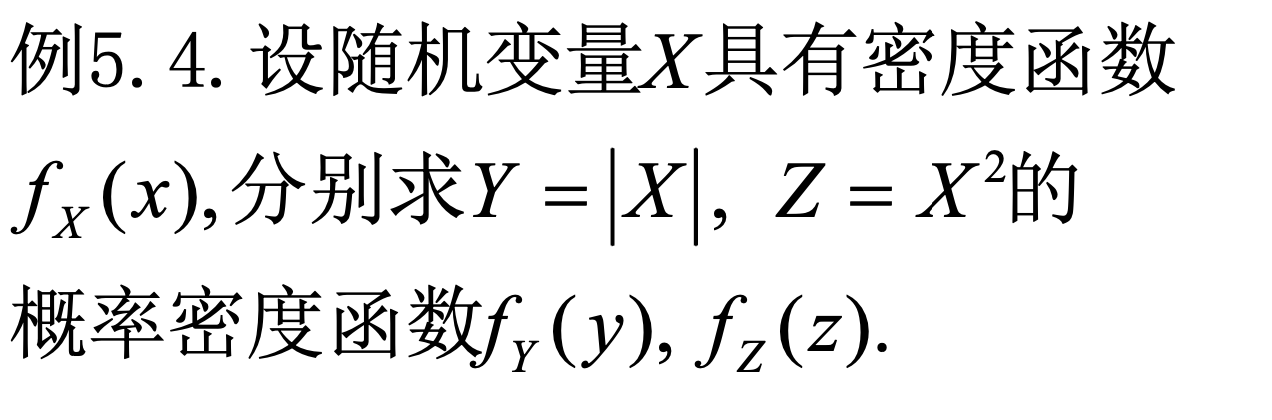 例5.4.设随机变量X具有密度函数
f_X(x),分别求Y=|X|, Z=X²的
概率密度函数f_Y(y), f_Z(z).